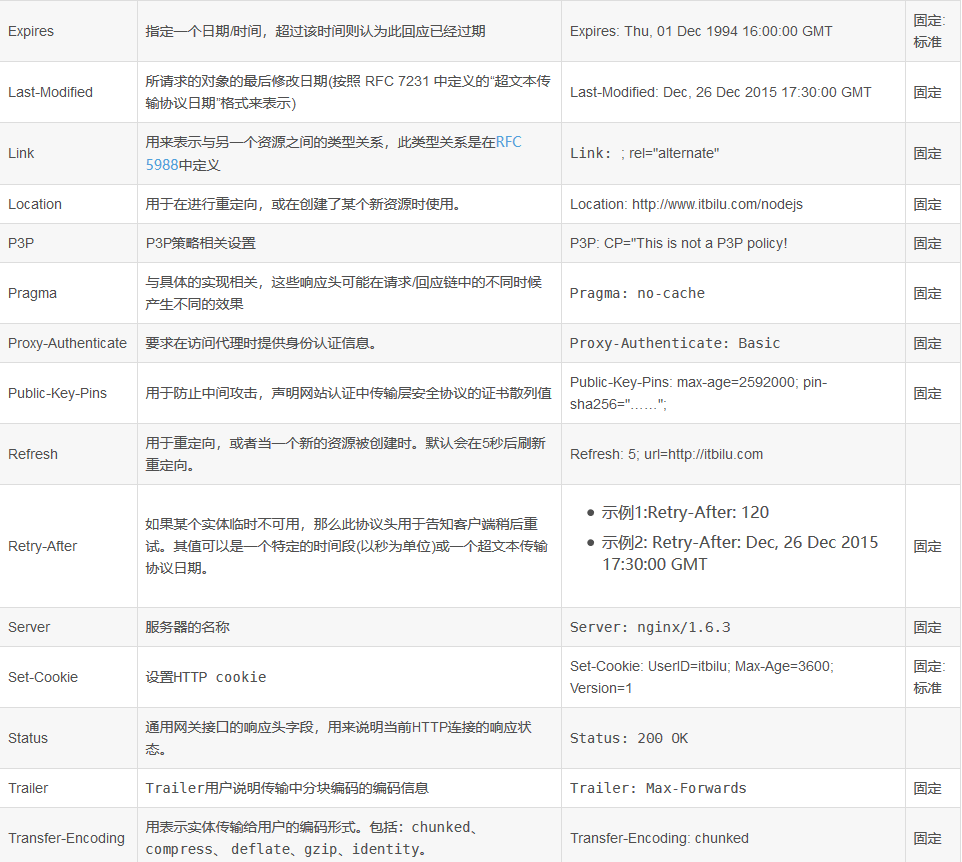 Expires 指定一个日期/时间，超过该时间则认为此回应已经过期 Expires: Thu, 01 Dec 1994 16:00:00 GMT 固定:
标准
Last-Modified 所请求的对象的最后修改日期(按照 RFC 7231 中定义的“超文本传
输协议日期”格式来表示) Last-Modified: Dec, 26 Dec 2015 17:30:00 GMT 固定
Link 用来表示与另一个资源之间的类型关系，此类型关系是在RFC
5988中定义 Link: ; rel="alternate" 固定
Location 用于在进行重定向，或在创建了某个新资源时使用。 Location: http://www.itbilu.com/nodejs 固定
P3P P3P策略相关设置 P3P: CP="This is not a P3P policy! 固定
Pragma 与具体的实现相关，这些响应头可能在请求/回应链中的不同时候
产生不同的效果 Pragma: no-cache 固定
Proxy-Authenticate 要求在访问代理时提供身份认证信息。 Proxy-Authenticate: Basic 固定
Public-Key-Pins 用于防止中间攻击，声明网站认证中传输层安全协议的证书散列值 Public-Key-Pins: max-age=2592000; pin-
sha256="……"; 固定
Refresh 用于重定向，或者当一个新的资源被创建时。默认会在5秒后刷新
重定向。 Refresh: 5; url=http://itbilu.com
Retry-After 如果某个实体临时不可用，那么此协议头用于告知客户端稍后重
试。其值可以是一个特定的时间段(以秒为单位)或一个超文本传输
协议日期。
● 示例1:Retry-After: 120
● 示例2: Retry-After: Dec, 26 Dec 2015
17:30:00 GMT 固定
Server 服务器的名称 Server: nginx/1.6.3 固定
Set-Cookie 设置HTTP cookie Set-Cookie: UserID=itbilu; Max-Age=3600;
Version=1 固定:
标准
Status 通用网关接口的响应头字段，用来说明当前HTTP连接的响应状
态。 Status: 200 OK
Trailer Trailer用户说明传输中分块编码的编码信息 Trailer: Max-Forwards 固定
Transfer-Encoding 用表示实体传输给用户的编码形式。包括：chunked、
compress、 deflate、gzip、identity。 Transfer-Encoding: chunked 固定